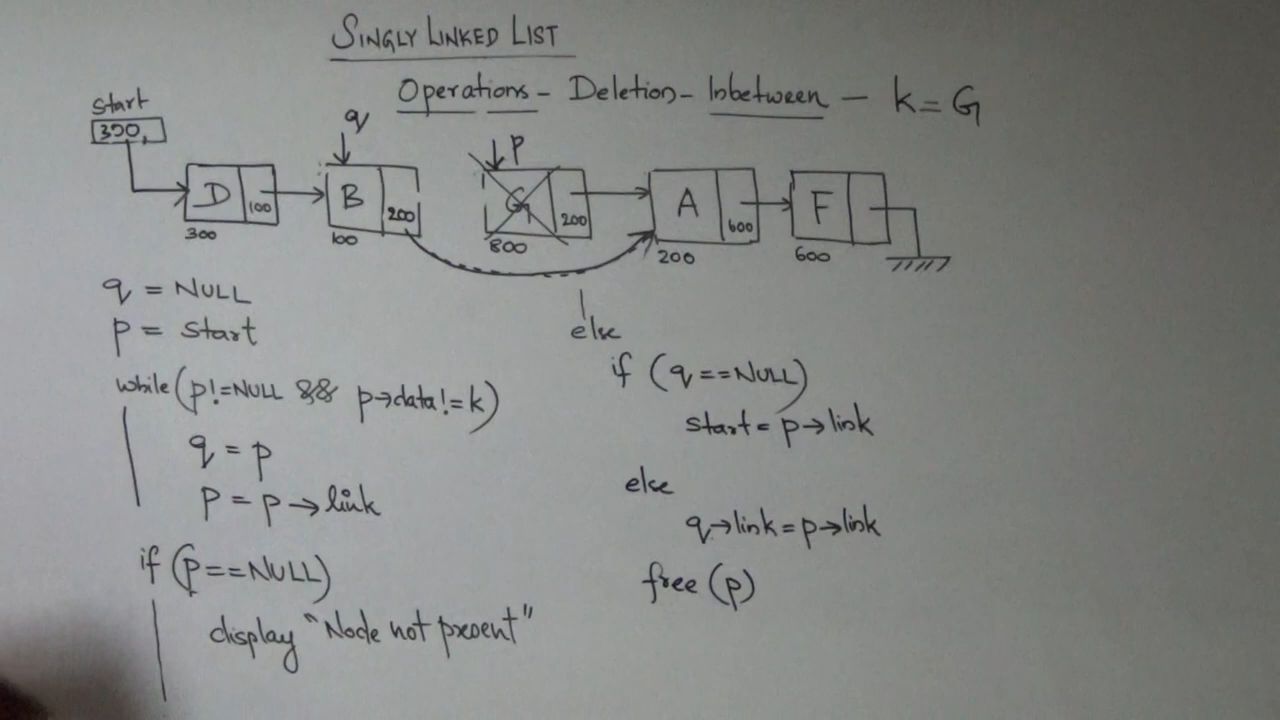 SINGLY LINKED LIST
Operations - Deletion - Inbetween - k = G
start
300
q
p
D 100
B 200
G 200
A 600
F
300
100
800
200
600
q = NULL
p = start
while (p!=NULL && p→data!=k)
q = p
p = p→link
if (p==NULL)
display "Node not present"
else
if (q==NULL)
start = p→link
else
q→link = p→link
free (p)